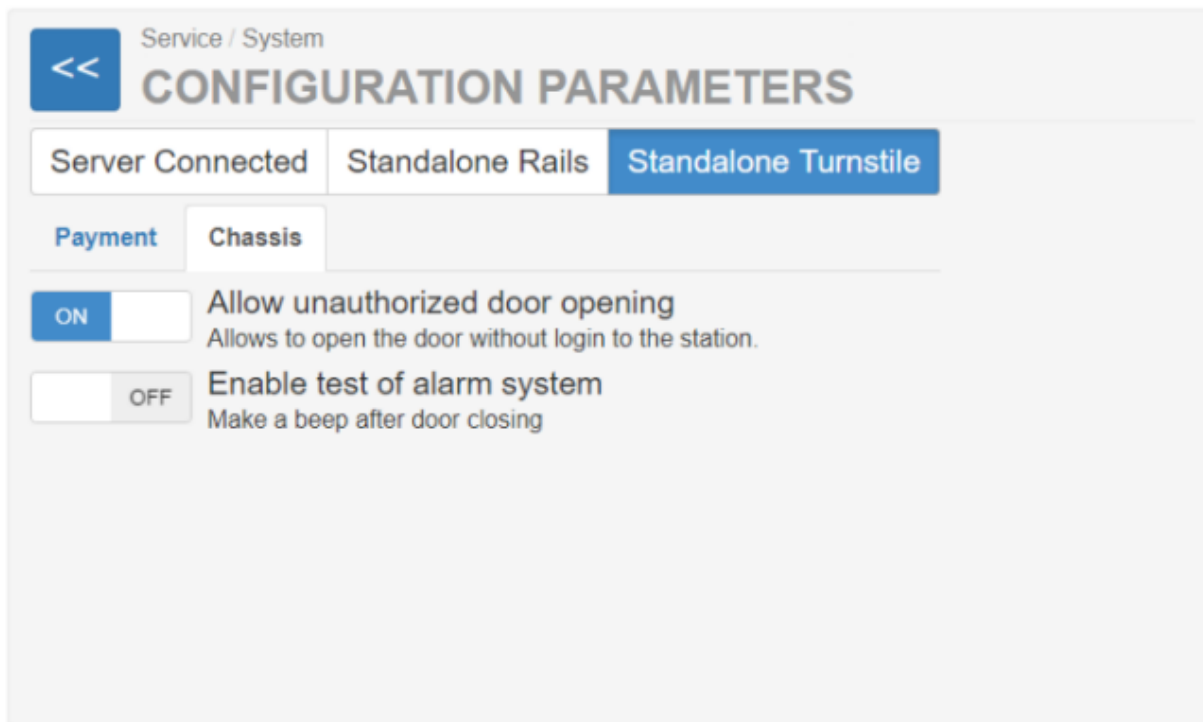 <<
Service / System
CONFIGURATION PARAMETERS
Server Connected Standalone Rails Standalone Turnstile
Payment Chassis
ON Allow unauthorized door opening
Allows to open the door without login to the station.
OFF Enable test of alarm system
Make a beep after door closing